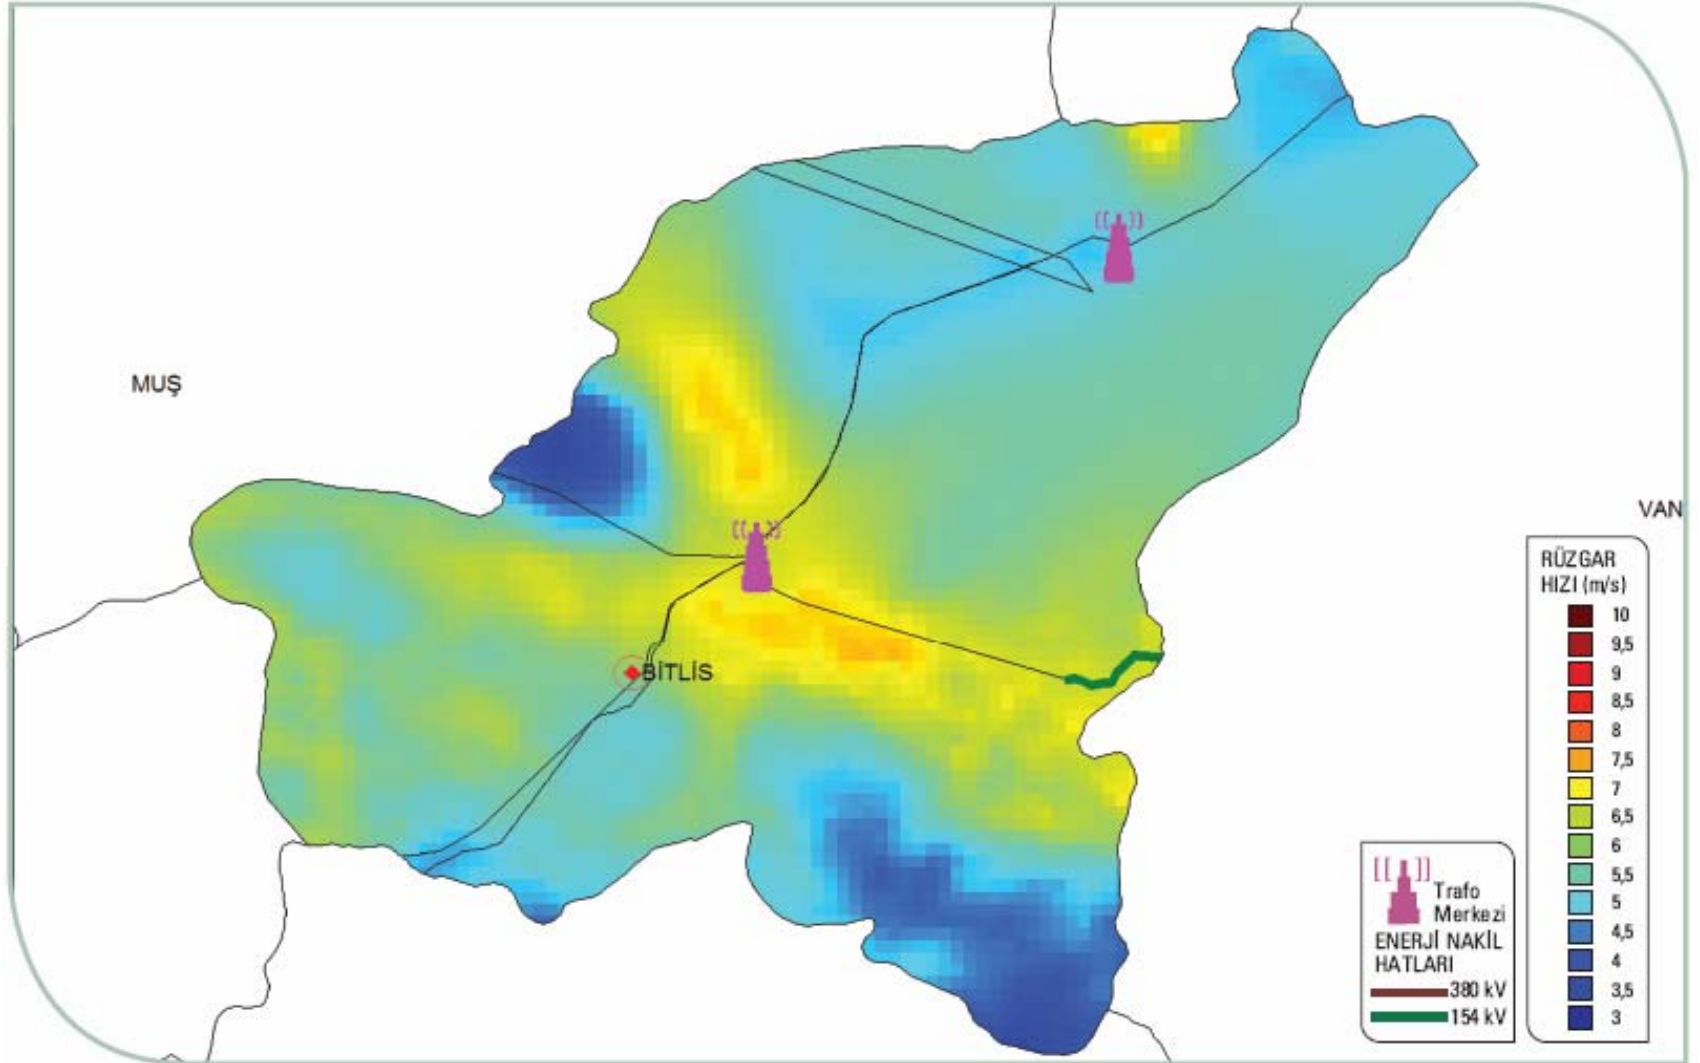 MUŞ
VAN
BİTLİS
RÜZGAR
HIZI (m/s)
10
9,5
9
8,5
8
7,5
7
6,5
6
5,5
5
4,5
4
3,5
3
Trafo
Merkezi
ENERJİ NAKİL
HATLARI
380 kV
154 kV